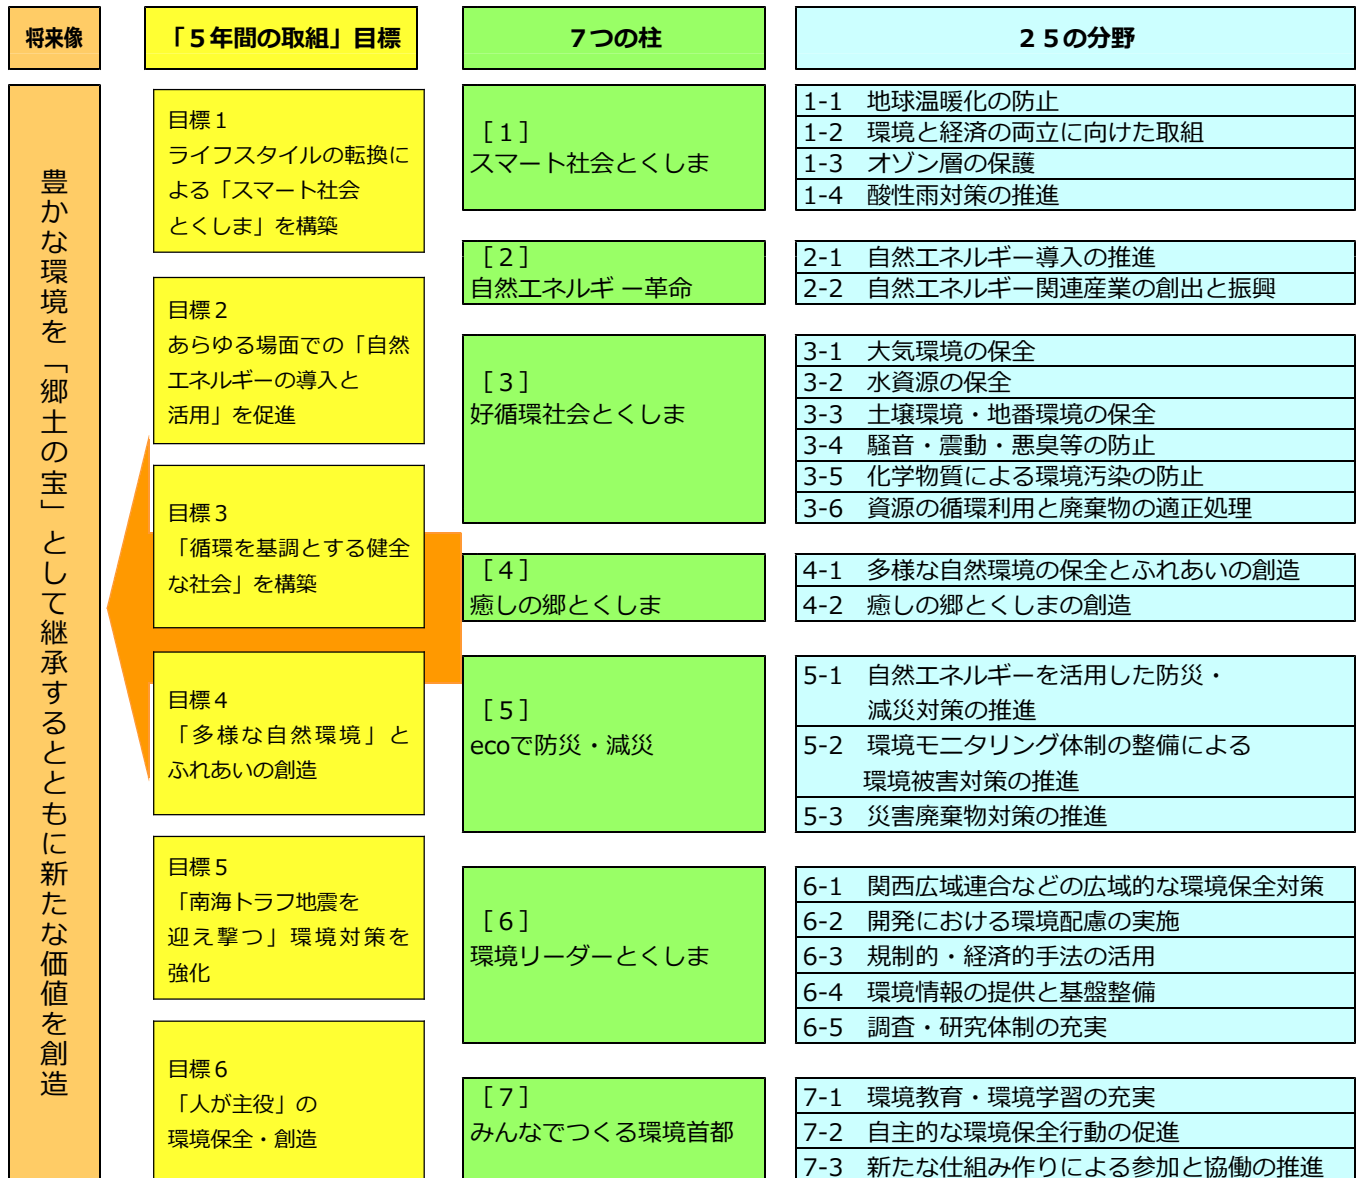 将来像
「５年間の取組」目標
７つの柱
２５の分野
豊かな環境を「郷土の宝」として継承するとともに新たな価値を創造
目標１
ライフスタイルの転換に
よる「スマート社会
とくしま」を構築
目標２
あらゆる場面での「自然
エネルギーの導入と
活用」を促進
目標３
「循環を基調とする健全
な社会」を構築
目標４
「多様な自然環境」と
ふれあいの創造
目標５
「南海トラフ地震を
迎え撃つ」環境対策を
強化
目標６
「人が主役」の
環境保全・創造
［１］
スマート社会とくしま
［２］
自然エネルギー革命
［３］
好循環社会とくしま
［４］
癒しの郷とくしま
［５］
ecoで防災・減災
［６］
環境リーダーとくしま
［７］
みんなでつくる環境首都
1-1　地球温暖化の防止
1-2　環境と経済の両立に向けた取組
1-3　オゾン層の保護
1-4　酸性雨対策の推進
2-1　自然エネルギー導入の推進
2-2　自然エネルギー関連産業の創出と振興
3-1　大気環境の保全
3-2　水資源の保全
3-3　土壌環境・地番環境の保全
3-4　騒音・震動・悪臭等の防止
3-5　化学物質による環境汚染の防止
3-6　資源の循環利用と廃棄物の適正処理
4-1　多様な自然環境の保全とふれあいの創造
4-2　癒しの郷とくしまの創造
5-1　自然エネルギーを活用した防災・
減災対策の推進
5-2　環境モニタリング体制の整備による
環境被害対策の推進
5-3　災害廃棄物対策の推進
6-1　関西広域連合などの広域的な環境保全対策
6-2　開発における環境配慮の実施
6-3　規制的・経済的手法の活用
6-4　環境情報の提供と基盤整備
6-5　調査・研究体制の充実
7-1　環境教育・環境学習の充実
7-2　自主的な環境保全行動の促進
7-3　新たな仕組み作りによる参加と協働の推進